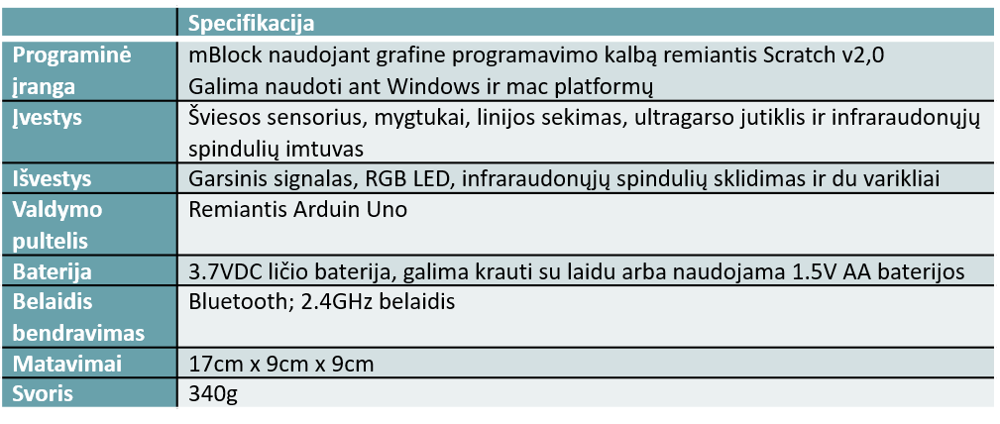 Specifikacija
Programinė
įranga
mBlock naudojant grafine programavimo kalbą remiantis Scratch v2,0
Galima naudoti ant Windows ir mac platformų
Įvestys
Šviesos sensorius, mygtukai, linijos sekimas, ultragarso jutiklis ir infraraudonųjų
spindulių imtuvas
Išvestys
Garsinis signalas, RGB LED, infraraudonųjų spindulių sklidimas ir du varikliai
Valdymo
pultelis
Remiantis Arduin Uno
Baterija
3.7VDC ličio baterija, galima krauti su laidu arba naudojama 1.5V AA baterijos
Belaidis
bendravimas
Bluetooth; 2.4GHz belaidis
Matavimai
17cm x 9cm x 9cm
Svoris
340g